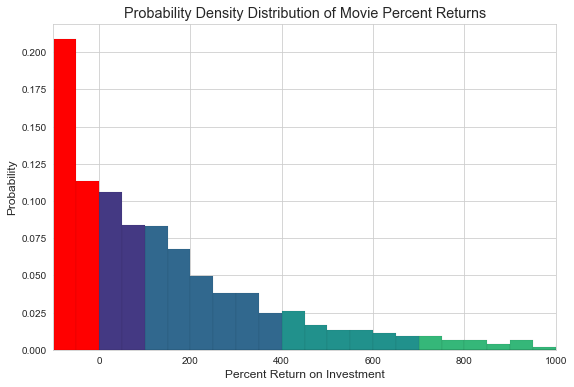 Probability Density Distribution of Movie Percent Returns
0.200
0.175
0.150
0.125
0.100
0.075
0.050
0.025
0.000
Probability
0 200 400 600 800 1000
Percent Return on Investment